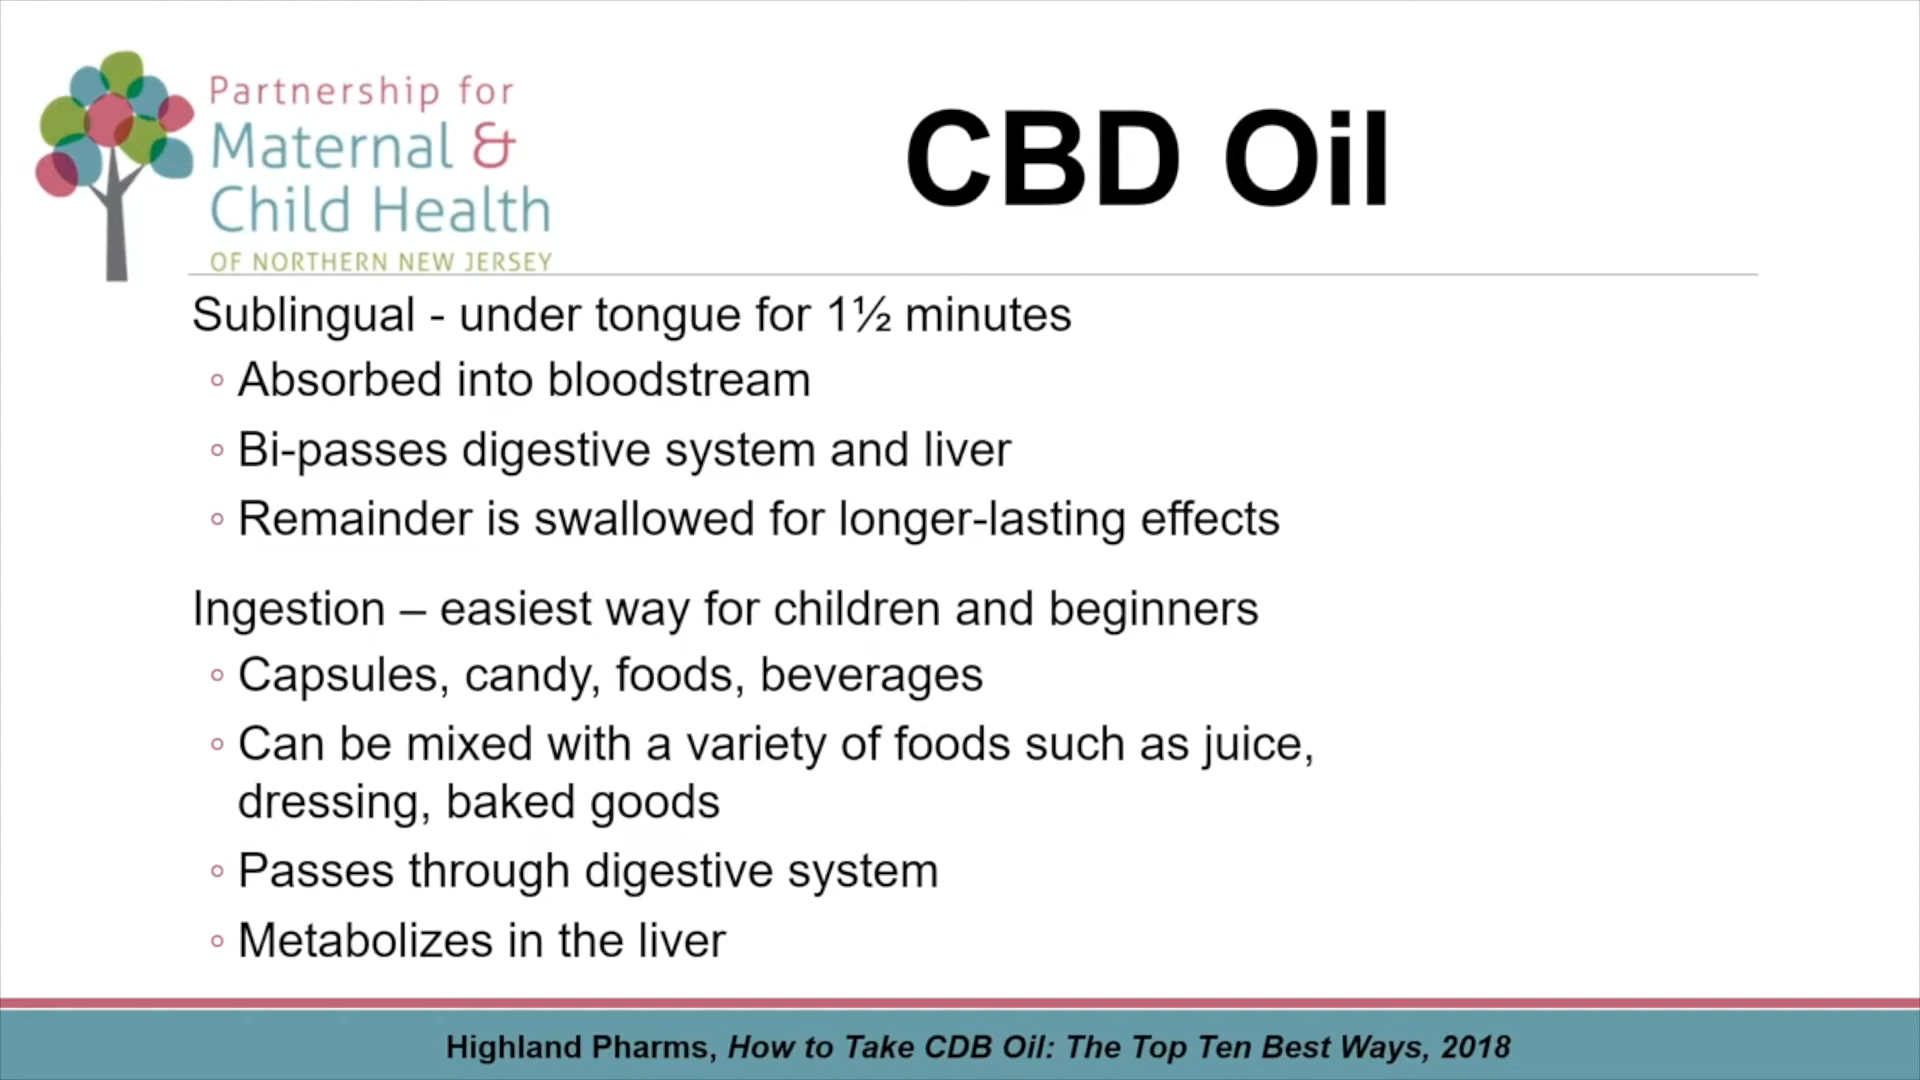 Partnership for
Maternal &
Child Health
OF NORTHERN NEW JERSEY
CBD Oil
Sublingual - under tongue for 1½ minutes
◦ Absorbed into bloodstream
◦ Bi-passes digestive system and liver
◦ Remainder is swallowed for longer-lasting effects
Ingestion – easiest way for children and beginners
◦ Capsules, candy, foods, beverages
◦ Can be mixed with a variety of foods such as juice,
dressing, baked goods
◦ Passes through digestive system
◦ Metabolizes in the liver
Highland Pharms, How to Take CDB Oil: The Top Ten Best Ways, 2018